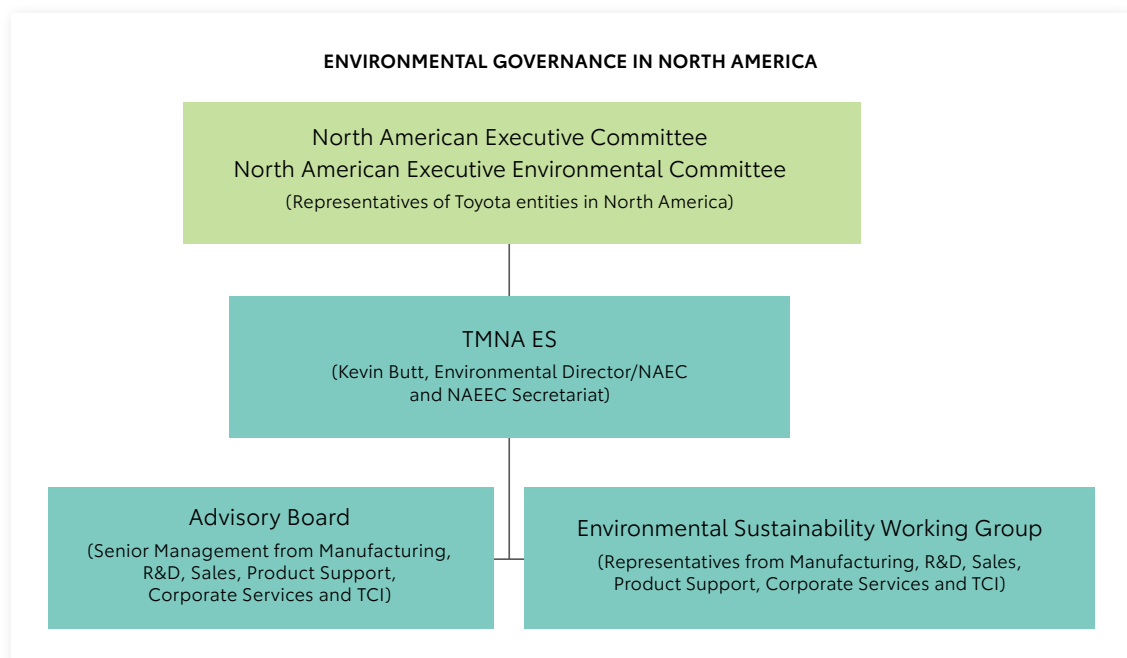 ENVIRONMENTAL GOVERNANCE IN NORTH AMERICA
North American Executive Committee
North American Executive Environmental Committee
(Representatives of Toyota entities in North America)
TMNA ES
(Kevin Butt, Environmental Director/NAEC
and NAEEC Secretariat)
Advisory Board
(Senior Management from Manufacturing,
R&D, Sales, Product Support,
Corporate Services and TCI)
Environmental Sustainability Working Group
(Representatives from Manufacturing, R&D, Sales,
Product Support, Corporate Services and TCI)